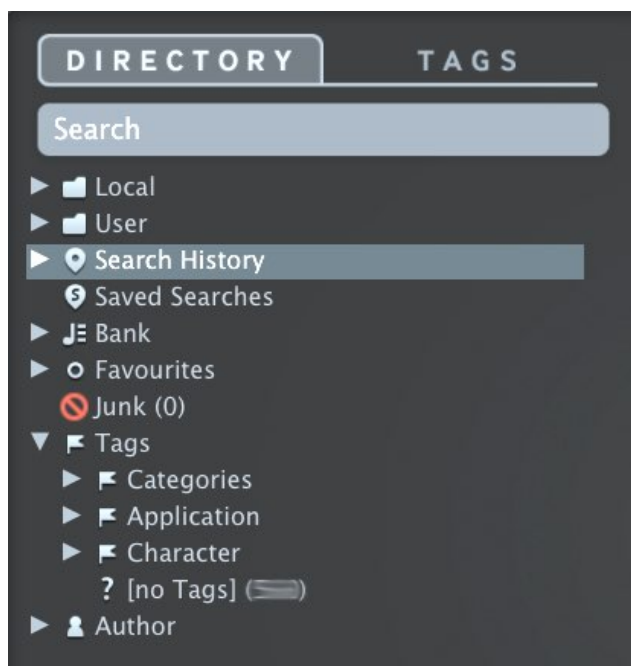 DIRECTORY TAGS
Search
Local
User
Search History
S Saved Searches
Bank
Favourites
Junk (0)
Tags
Categories
Application
Character
? [no Tags] ()
Author